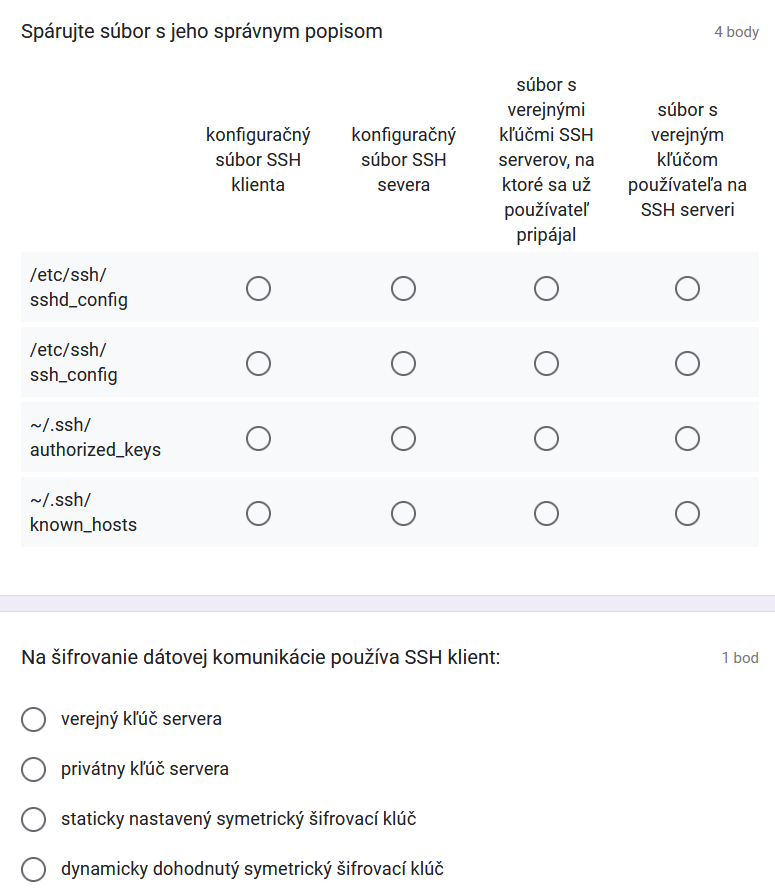 Spárujte súbor s jeho správnym popisom
4 body
konfiguračný
súbor SSH
klienta
konfiguračný
súbor SSH
severa
súbor s
verejnými
kľúčmi SSH
serverov, na
ktoré sa už
používateľ
pripájal
súbor s
verejným
kľúčom
používateľa na
SSH serveri
/etc/ssh/
sshd_config
/etc/ssh/
ssh_config
~/.ssh/
authorized_keys
~/.ssh/
known_hosts
Na šifrovanie dátovej komunikácie používa SSH klient:
1 bod
verejný kľúč servera
privátny kľúč servera
staticky nastavený symetrický šifrovací klúč
dynamicky dohodnutý symetrický šifrovací klúč